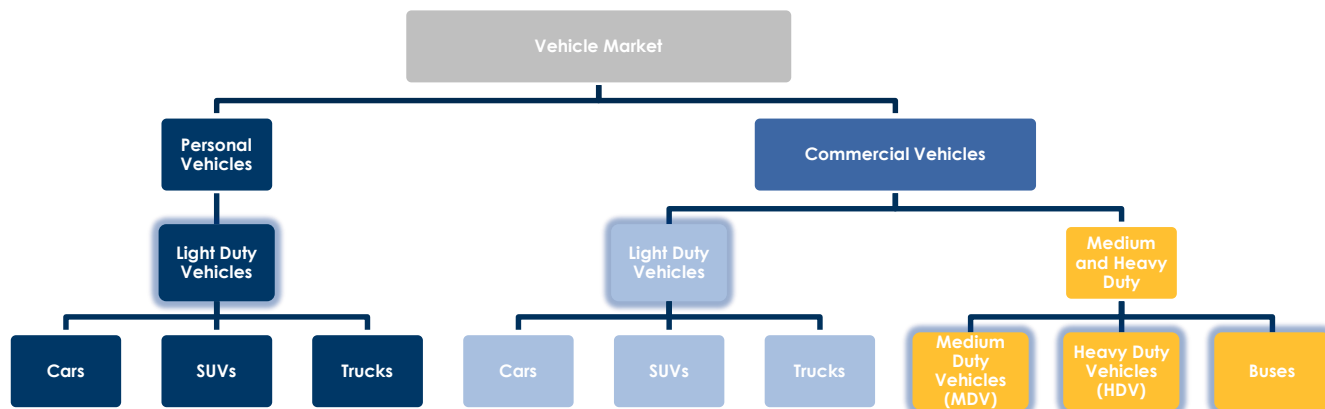 Vehicle Market
Personal
Vehicles
Commercial Vehicles
Light Duty
Vehicles
Light Duty
Vehicles
Medium
and Heavy
Duty
Cars
SUVs
Trucks
Cars
SUVs
Trucks
Medium
Duty
Vehicles
(MDV)
Heavy Duty
Vehicles
(HDV)
Buses